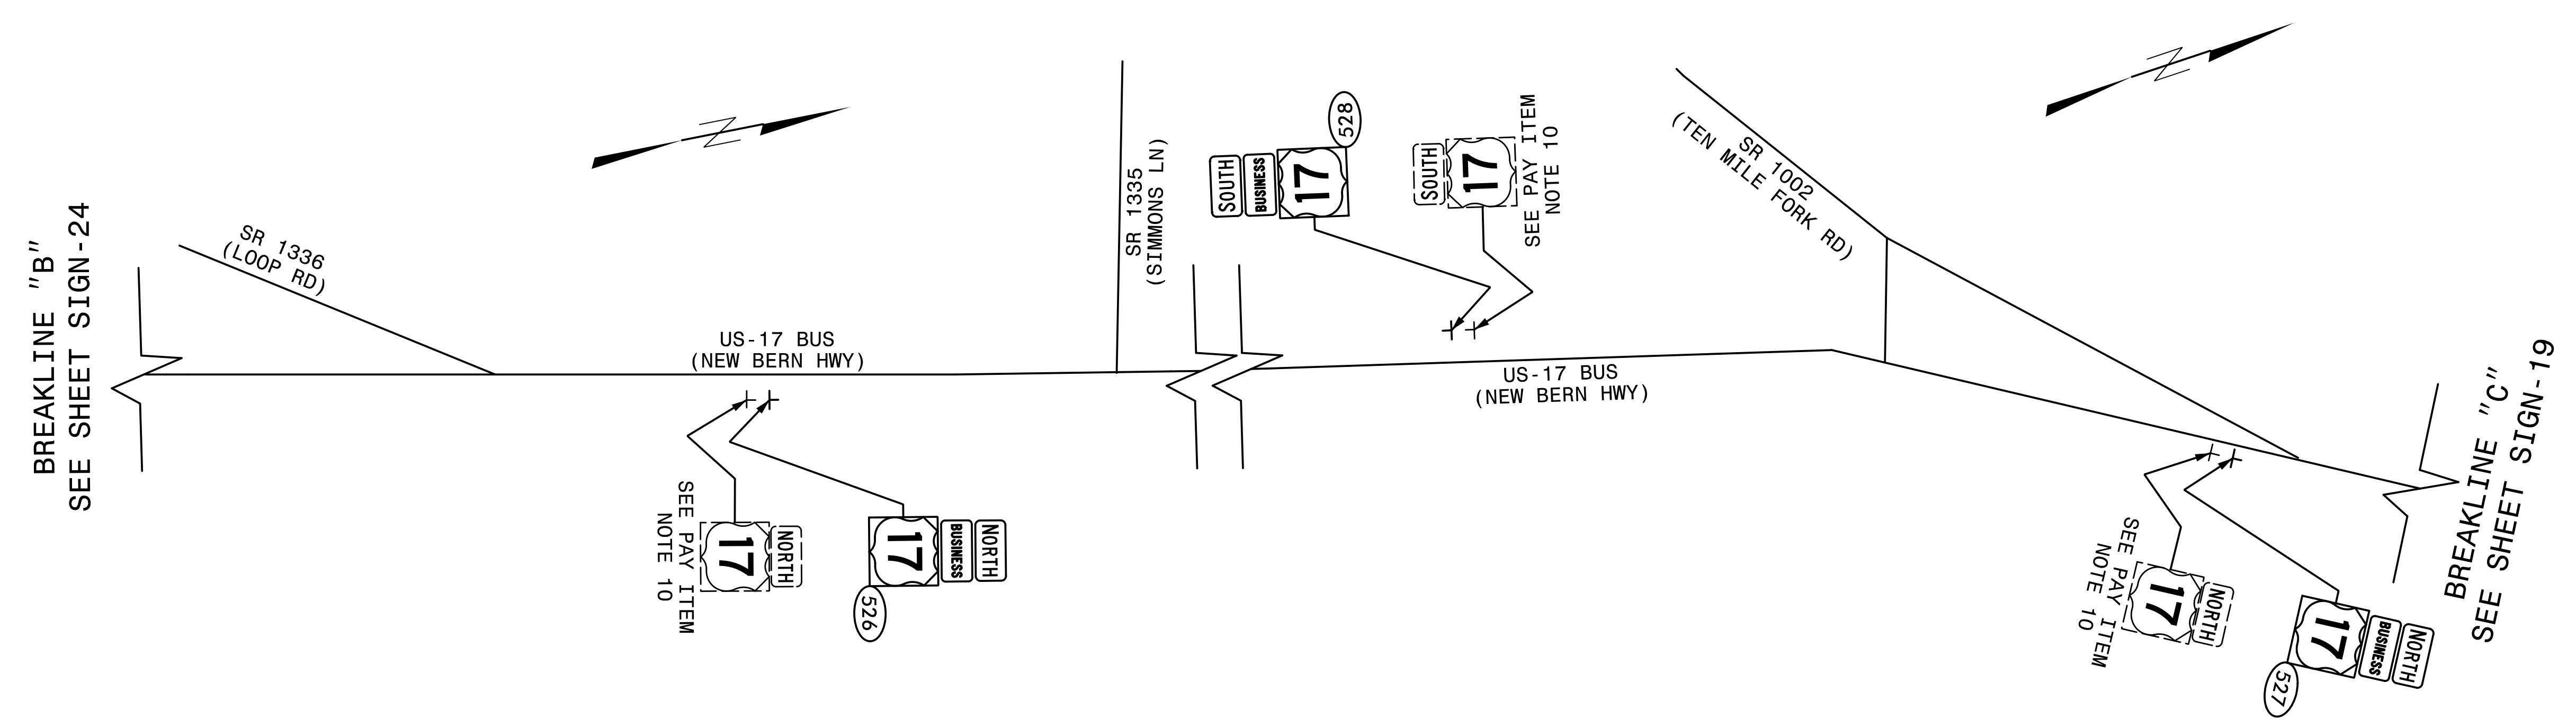 BREAKLINE "B"
SEE SHEET SIGN-24
SR 1336
(LOOP RD)
N
US-17 BUS
(NEW BERN HWY)
SEE PAY ITEM
NOTE 10
NORTH
17
NORTH
BUSINESS
17
526
SR 1335
(SIMMONS LN)
SOUTH
BUSINESS
17
528
SOUTH
17
SEE PAY ITEM
NOTE 10
US-17 BUS
(NEW BERN HWY)
SR 1002
(TEN MILE FORK RD)
N
SEE PAY ITEM
NOTE 10
NORTH
17
NORTH
BUSINESS
17
527
BREAKLINE "C"
SEE SHEET SIGN-19